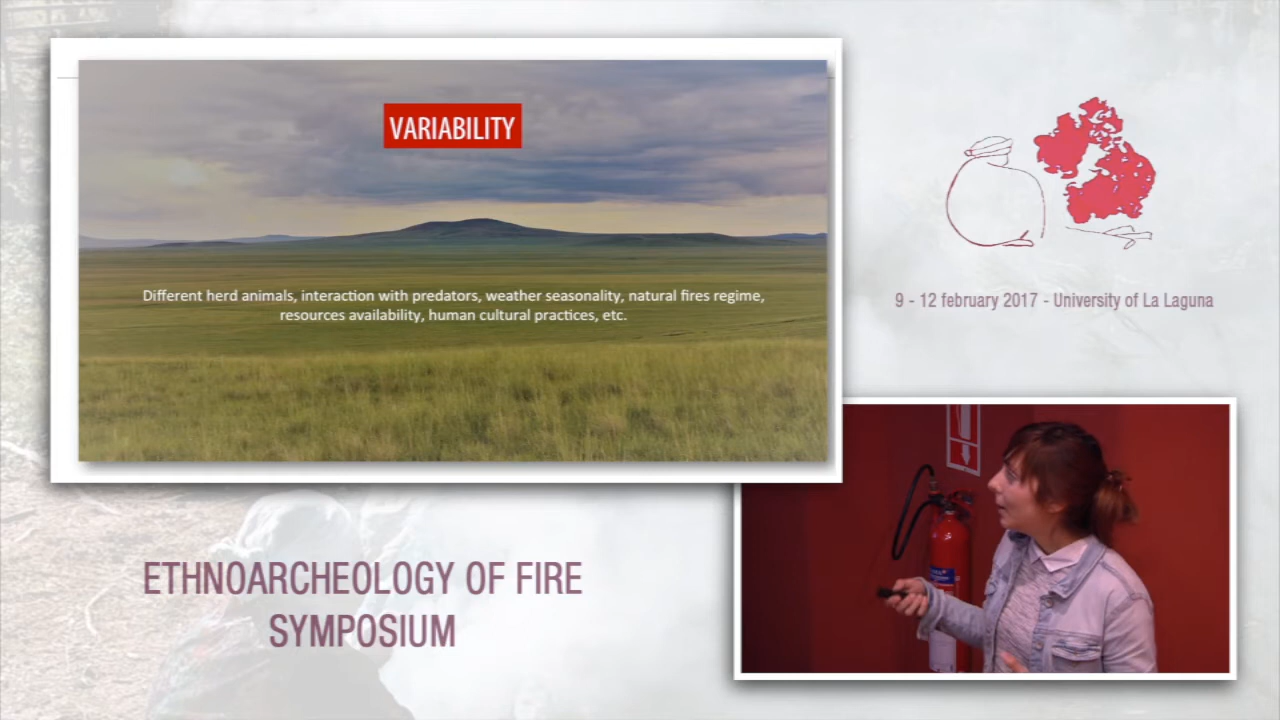 VARIABILITY
Different herd animals, interaction with predators, weather seasonality, natural fires regime,
resources availability, human cultural practices, etc.
9 - 12 february 2017 - University of La Laguna
ETHNOARCHEOLOGY OF FIRE
SYMPOSIUM